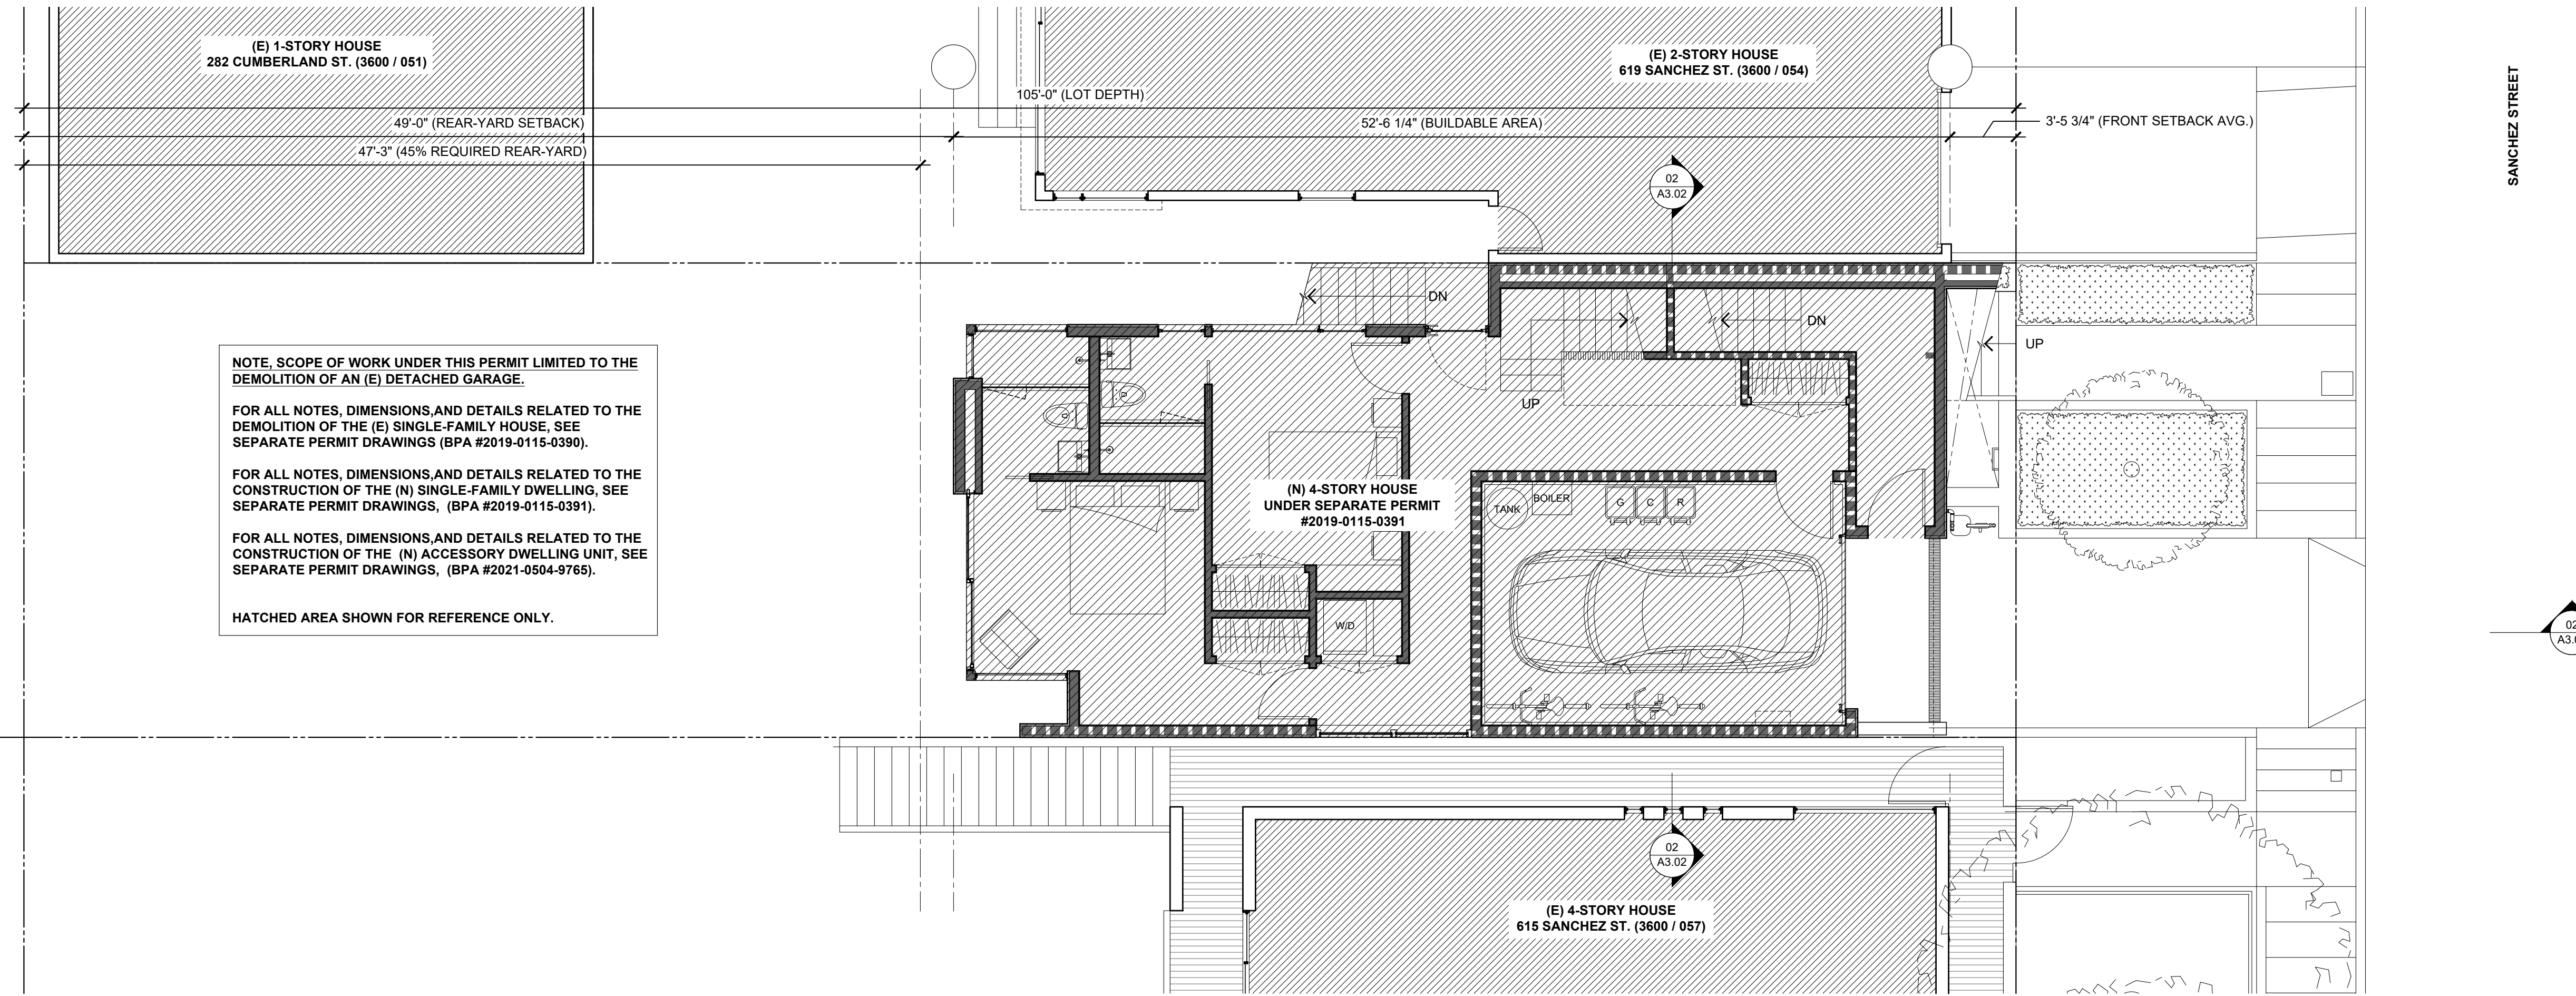 (E) 1-STORY HOUSE
282 CUMBERLAND ST. (3600 / 051)
(E) 2-STORY HOUSE
619 SANCHEZ ST. (3600 / 054)
SANCHEZ STREET
105'-0" (LOT DEPTH)
49'-0" (REAR-YARD SETBACK)
52'-6 1/4" (BUILDABLE AREA)
3'-5 3/4" (FRONT SETBACK AVG.)
47'-3" (45% REQUIRED REAR-YARD)
02
A3.02
DN
DN
UP
UP
NOTE, SCOPE OF WORK UNDER THIS PERMIT LIMITED TO THE
DEMOLITION OF AN (E) DETACHED GARAGE.
FOR ALL NOTES, DIMENSIONS,AND DETAILS RELATED TO THE
DEMOLITION OF THE (E) SINGLE-FAMILY HOUSE, SEE
SEPARATE PERMIT DRAWINGS (BPA #2019-0115-0390).
FOR ALL NOTES, DIMENSIONS,AND DETAILS RELATED TO THE
CONSTRUCTION OF THE (N) SINGLE-FAMILY DWELLING, SEE
SEPARATE PERMIT DRAWINGS, (BPA #2019-0115-0391).
FOR ALL NOTES, DIMENSIONS,AND DETAILS RELATED TO THE
CONSTRUCTION OF THE (N) ACCESSORY DWELLING UNIT, SEE
SEPARATE PERMIT DRAWINGS, (BPA #2021-0504-9765).
HATCHED AREA SHOWN FOR REFERENCE ONLY.
(N) 4-STORY HOUSE
UNDER SEPARATE PERMIT
#2019-0115-0391
TANK
BOILER
G
C
R
W/D
02
A3.02
(E) 4-STORY HOUSE
615 SANCHEZ ST. (3600 / 057)